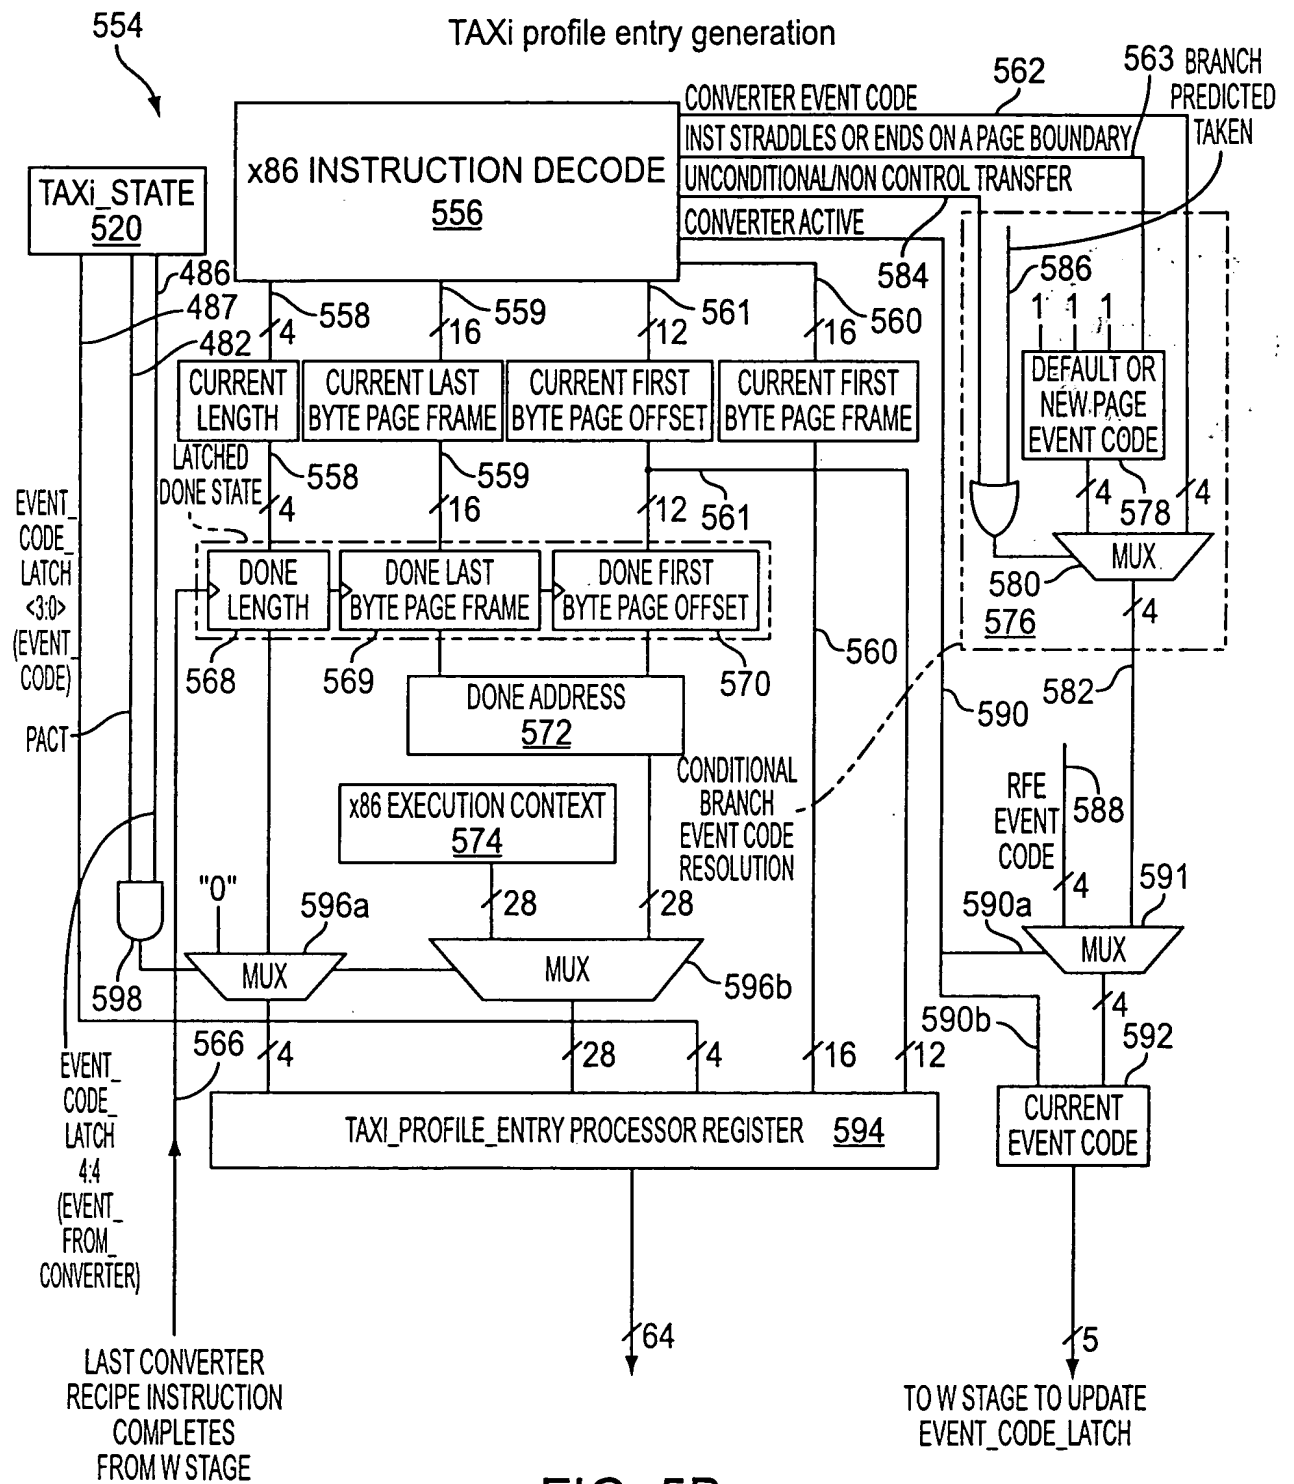 554
TAXi profile entry generation
562
563
BRANCH
PREDICTED
TAKEN
CONVERTER EVENT CODE
INST STRADDLES OR ENDS ON A PAGE BOUNDARY
UNCONDITIONAL/NON CONTROL TRANSFER
CONVERTER ACTIVE
x86 INSTRUCTION DECODE
556
TAXi_STATE
520
486
487
482
558
559
561
560
584
586
4
16
12
16
1 1 1
CURRENT
LENGTH
CURRENT LAST
BYTE PAGE FRAME
CURRENT FIRST
BYTE PAGE OFFSET
CURRENT FIRST
BYTE PAGE FRAME
DEFAULT OR
NEW PAGE
EVENT CODE
LATCHED
DONE STATE
558
559
561
4
16
12
4
578
4
MUX
580
4
576
EVENT_
CODE_
LATCH
<3:0>
(EVENT_
CODE)
DONE
LENGTH
DONE LAST
BYTE PAGE FRAME
DONE FIRST
BYTE PAGE OFFSET
568
569
570
560
582
590
PACT
DONE ADDRESS
572
CONDITIONAL
BRANCH
EVENT CODE
RESOLUTION
x86 EXECUTION CONTEXT
574
RFE
EVENT
CODE
588
4
"0"
596a
28
28
590a
591
MUX
MUX
MUX
598
596b
4
590b
592
566
4
28
4
16
12
EVENT_
CODE_
LATCH
4:4
(EVENT_
FROM_
CONVERTER)
TAXI_PROFILE_ENTRY PROCESSOR REGISTER 594
CURRENT
EVENT CODE
64
5
LAST CONVERTER
RECIPE INSTRUCTION
COMPLETES
FROM W STAGE
TO W STAGE TO UPDATE
EVENT_CODE_LATCH
FIG. 5B